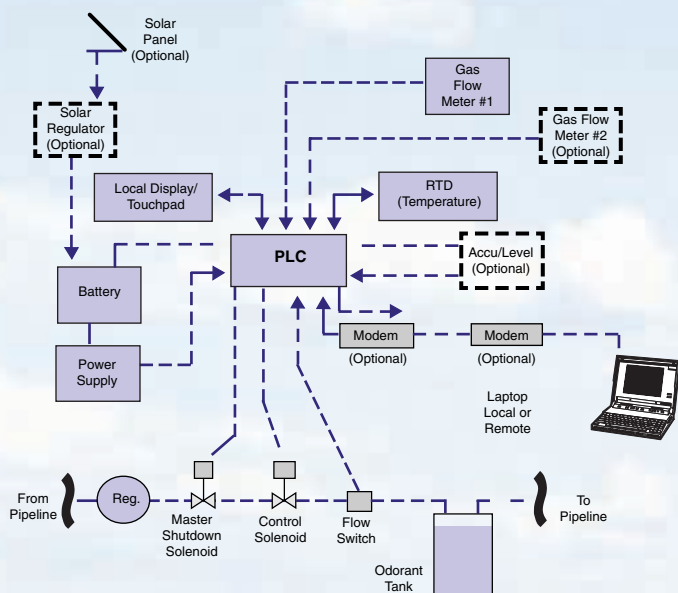 Solar
Panel
(Optional)
Solar
Regulator
(Optional)
Gas
Flow
Meter #1
Gas Flow
Meter #2
(Optional)
Local Display/
Touchpad
RTD
(Temperature)
PLC
Accu/Level
(Optional)
Battery
Power
Supply
Modem
(Optional)
Modem
(Optional)
Laptop
Local or
Remote
From
Pipeline
Reg.
Master
Shutdown
Solenoid
Control
Solenoid
Flow
Switch
To
Pipeline
Odorant
Tank